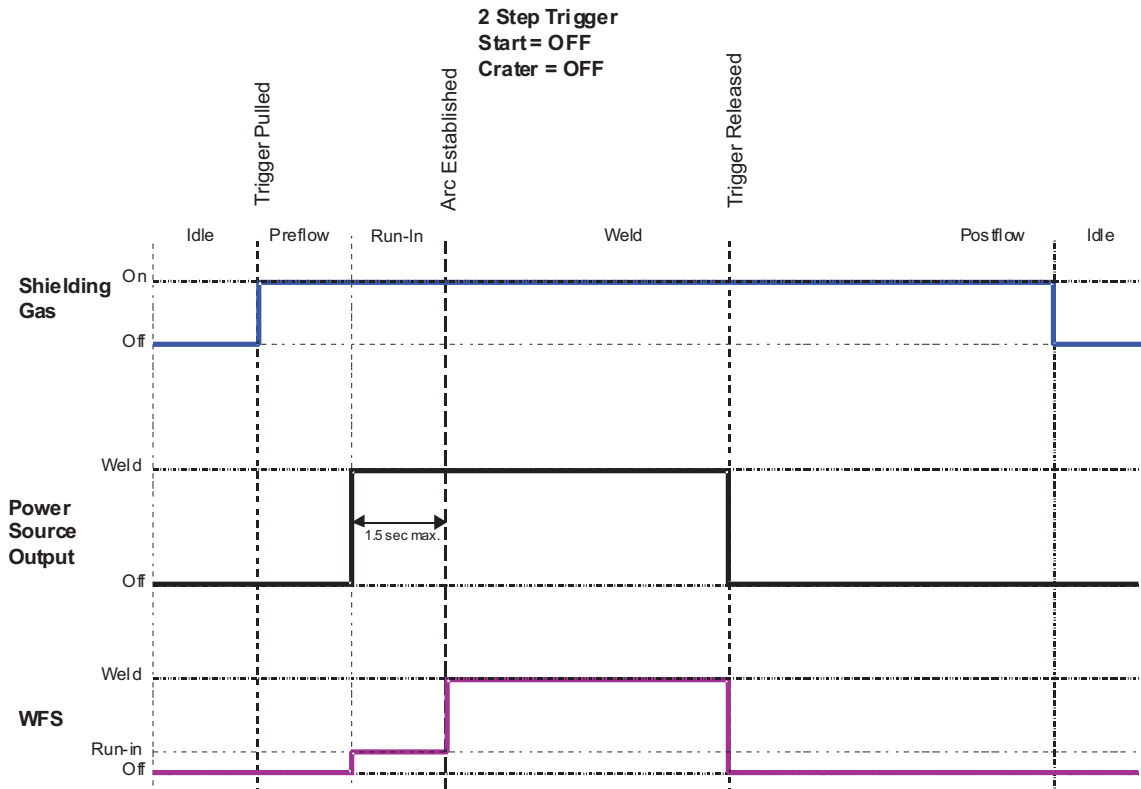 2 Step Trigger
Start = OFF
Crater = OFF
Trigger Pulled
Arc Established
Trigger Released
Idle
Preflow
Run-In
Weld
Postflow
Idle
Shielding
Gas
On
Off
Power
Source
Output
Weld
1.5 sec max.
Off
WFS
Weld
Run-in
Off